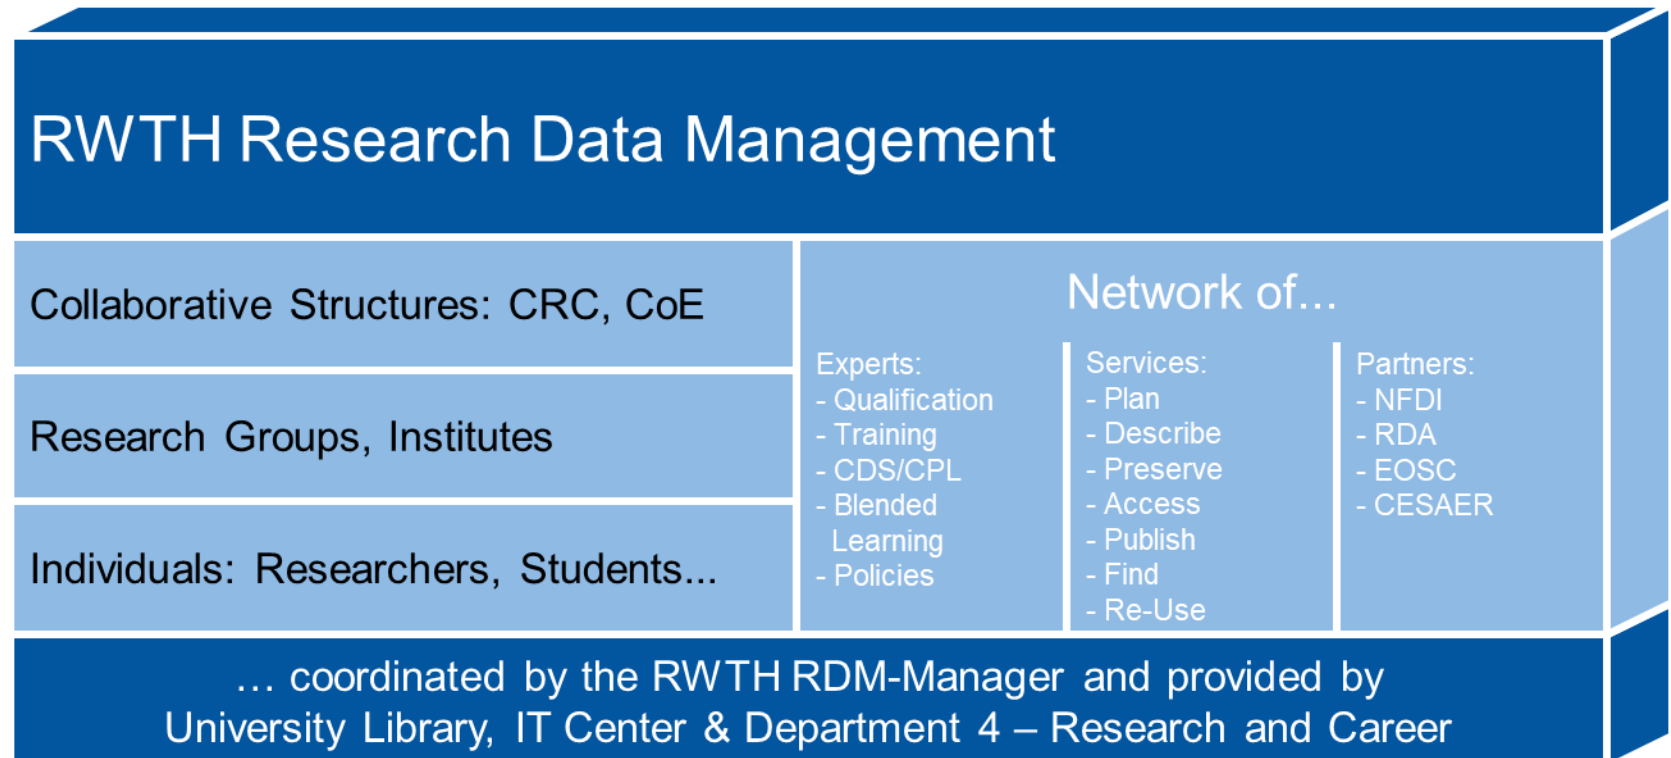 RWTH Research Data Management
Collaborative Structures: CRC, CoE
Research Groups, Institutes
Individuals: Researchers, Students...
Network of...
Experts:
- Qualification
- Training
- CDS/CPL
- Blended
Learning
- Policies
Services:
- Plan
- Describe
- Preserve
- Access
- Publish
- Find
- Re-Use
Partners:
- NFDI
- RDA
- EOSC
- CESAER
… coordinated by the RWTH RDM-Manager and provided by
University Library, IT Center & Department 4 – Research and Career